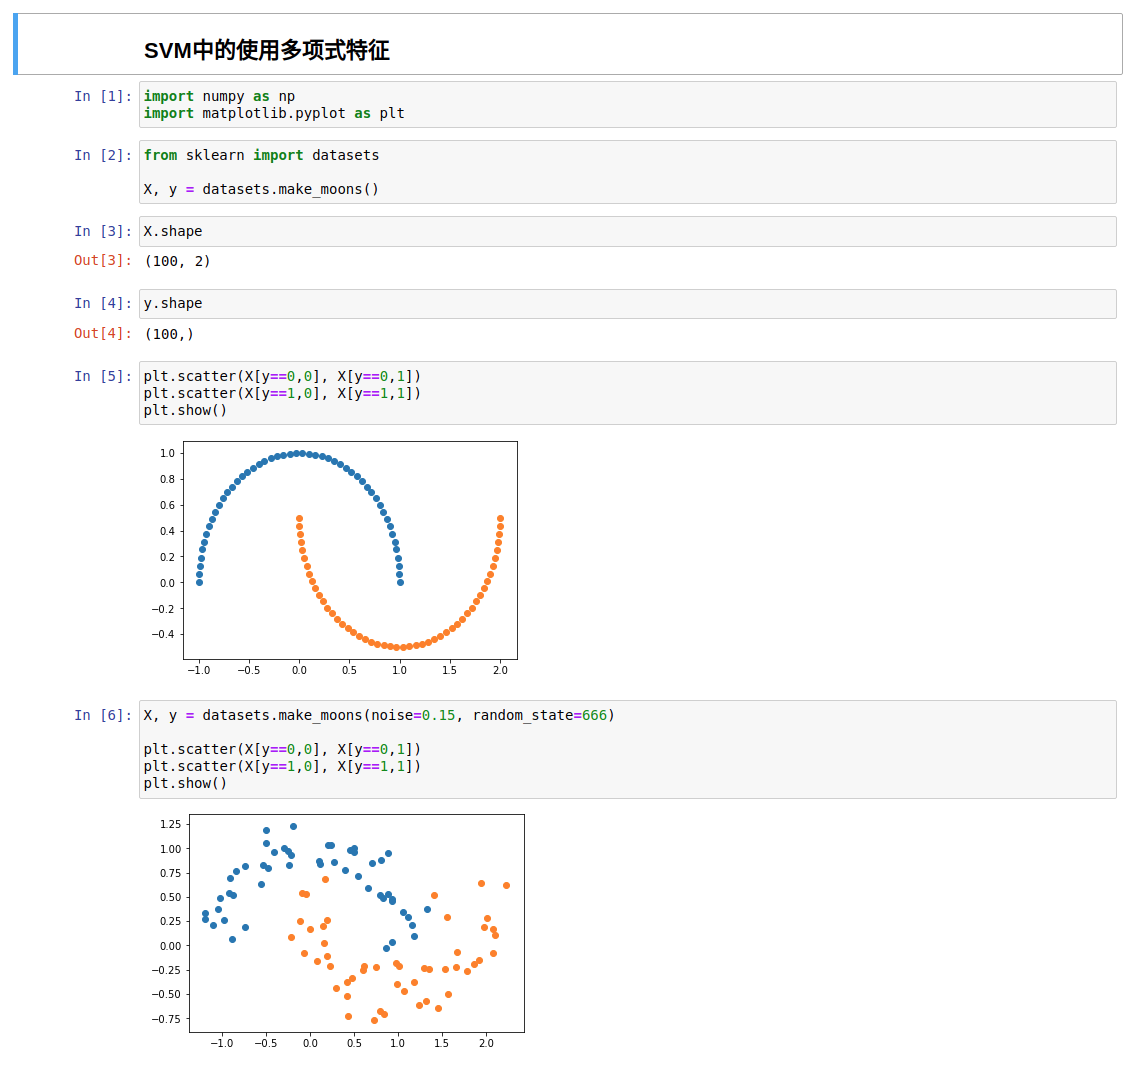 SVM中的使用多项式特征
In [1]: import numpy as np
import matplotlib.pyplot as plt
In [2]: from sklearn import datasets
X, y = datasets.make_moons()
In [3]: X.shape
Out[3]: (100, 2)
In [4]: y.shape
Out[4]: (100,)
In [5]: plt.scatter(X[y==0,0], X[y==0,1])
plt.scatter(X[y==1,0], X[y==1,1])
plt.show()
1.0
0.8
0.6
0.4
0.2
0.0
−0.2
−0.4
−1.0 −0.5 0.0 0.5 1.0 1.5 2.0
In [6]: X, y = datasets.make_moons(noise=0.15, random_state=666)
plt.scatter(X[y==0,0], X[y==0,1])
plt.scatter(X[y==1,0], X[y==1,1])
plt.show()
1.25
1.00
0.75
0.50
0.25
0.00
−0.25
−0.50
−0.75
−1.0 −0.5 0.0 0.5 1.0 1.5 2.0